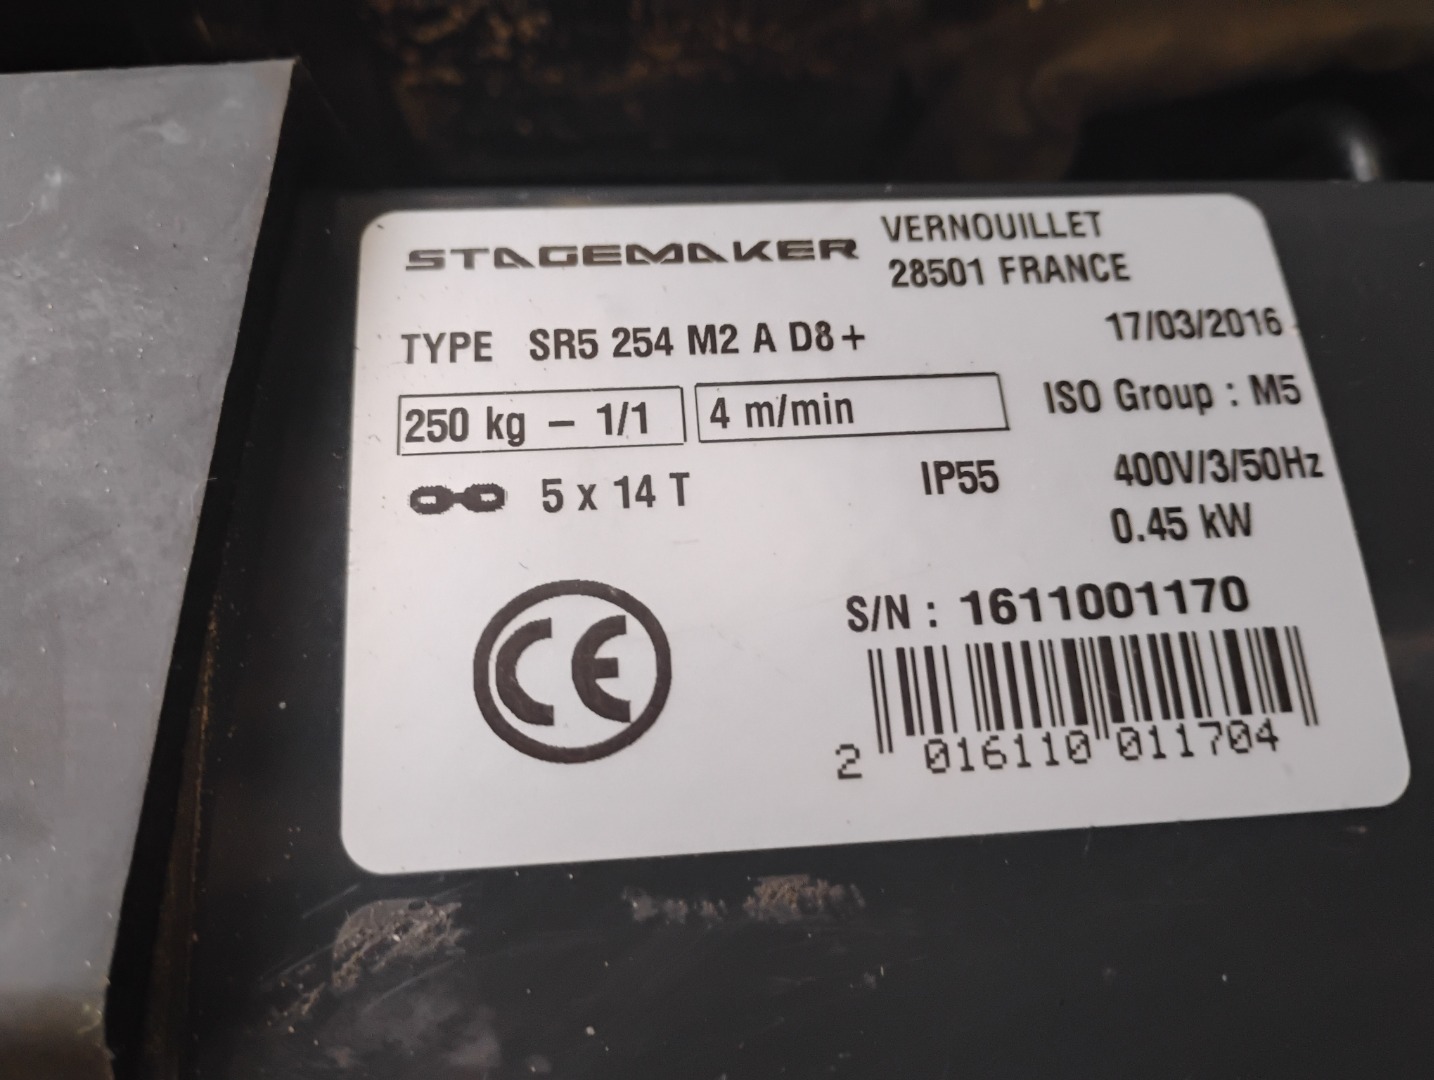 STAGEMAKER
VERNOUILLET
28501 FRANCE
TYPE SR5 254 M2 A D8+
17/03/2016
250 kg – 1/1
4 m/min
ISO Group : M5
5 x 14 T
IP55
400V/3/50Hz
0.45 kW
CE
S/N : 1611001170
2 016110 011704